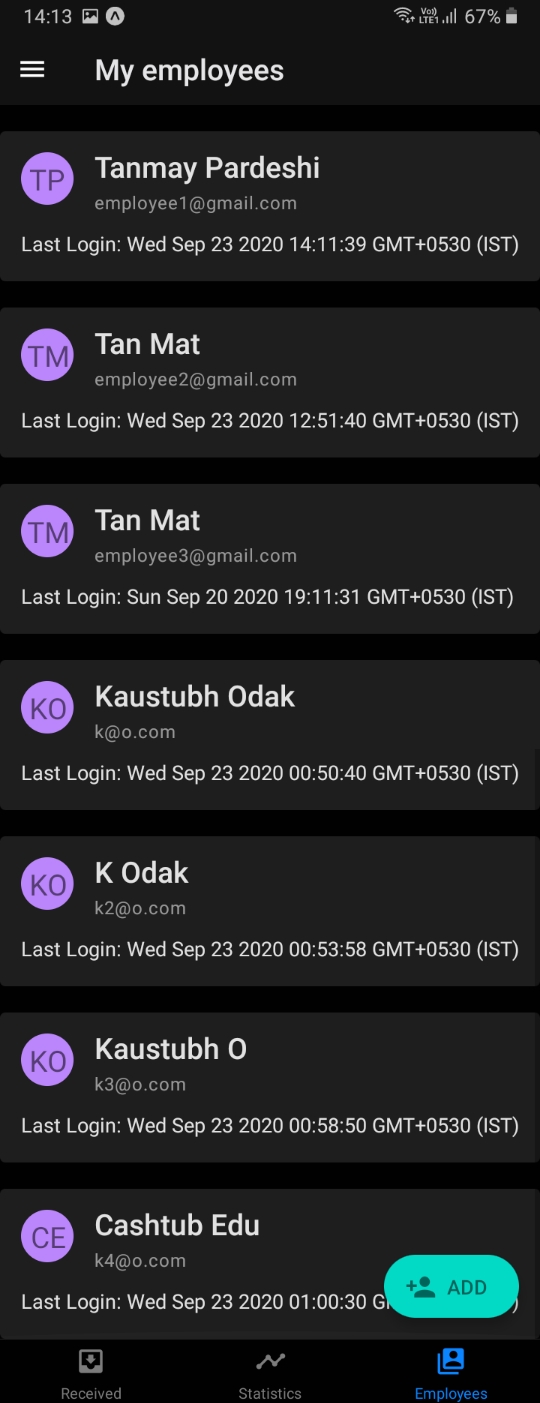 14:13
Vo)) LTE1 67%
My employees
TP
Tanmay Pardeshi
employee1@gmail.com
Last Login: Wed Sep 23 2020 14:11:39 GMT+0530 (IST)
TM
Tan Mat
employee2@gmail.com
Last Login: Wed Sep 23 2020 12:51:40 GMT+0530 (IST)
TM
Tan Mat
employee3@gmail.com
Last Login: Sun Sep 20 2020 19:11:31 GMT+0530 (IST)
KO
Kaustubh Odak
k@o.com
Last Login: Wed Sep 23 2020 00:50:40 GMT+0530 (IST)
KO
K Odak
k2@o.com
Last Login: Wed Sep 23 2020 00:53:58 GMT+0530 (IST)
KO
Kaustubh O
k3@o.com
Last Login: Wed Sep 23 2020 00:58:50 GMT+0530 (IST)
CE
Cashtub Edu
k4@o.com
Last Login: Wed Sep 23 2020 01:00:30
ADD
Received
Statistics
Employees